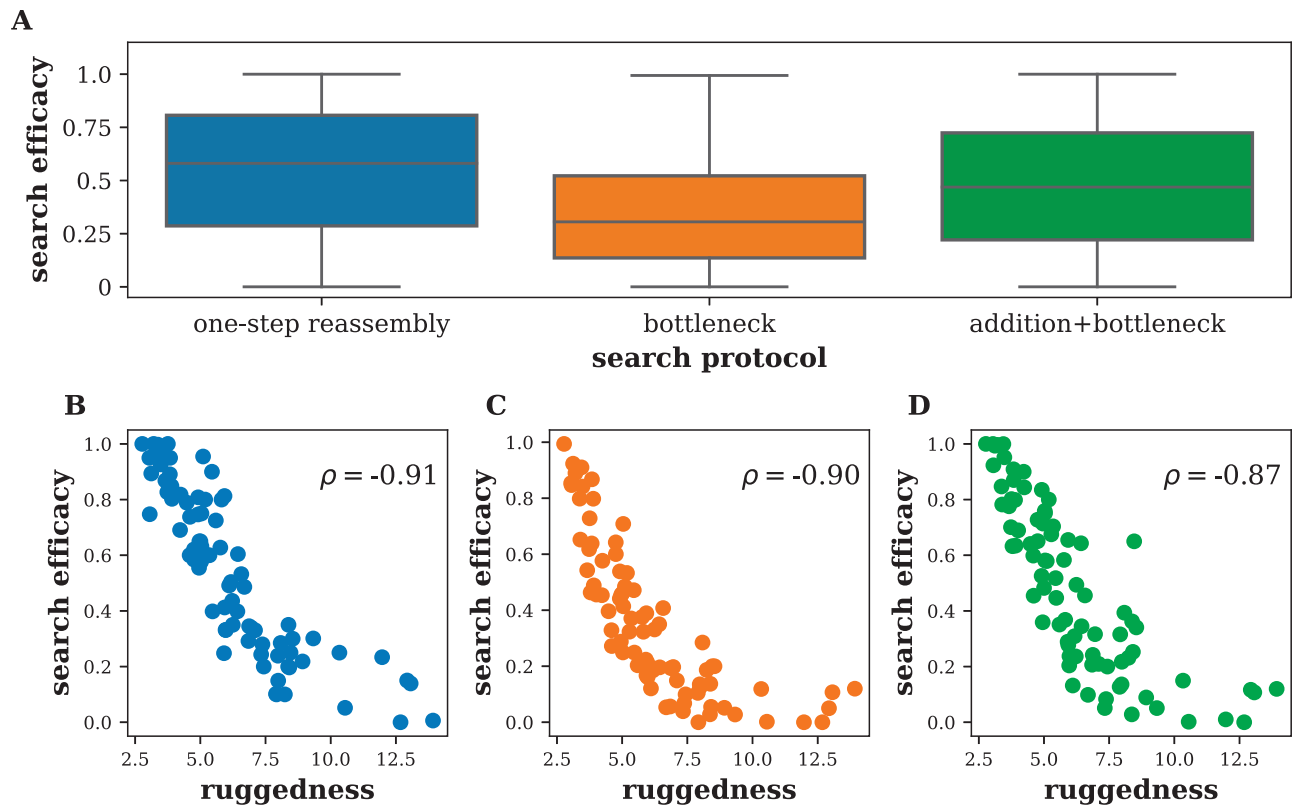 A
search efficacy
1.0
0.75
0.5
0.25
0
one-step reassembly
bottleneck
addition+bottleneck
search protocol
B
search efficacy
1.0
0.8
0.6
0.4
0.2
0.0
ρ = -0.91
2.5
5.0
7.5
10.0
12.5
ruggedness
C
search efficacy
1.0
0.8
0.6
0.4
0.2
0.0
ρ = -0.90
2.5
5.0
7.5
10.0
12.5
ruggedness
D
search efficacy
1.0
0.8
0.6
0.4
0.2
0.0
ρ = -0.87
2.5
5.0
7.5
10.0
12.5
ruggedness